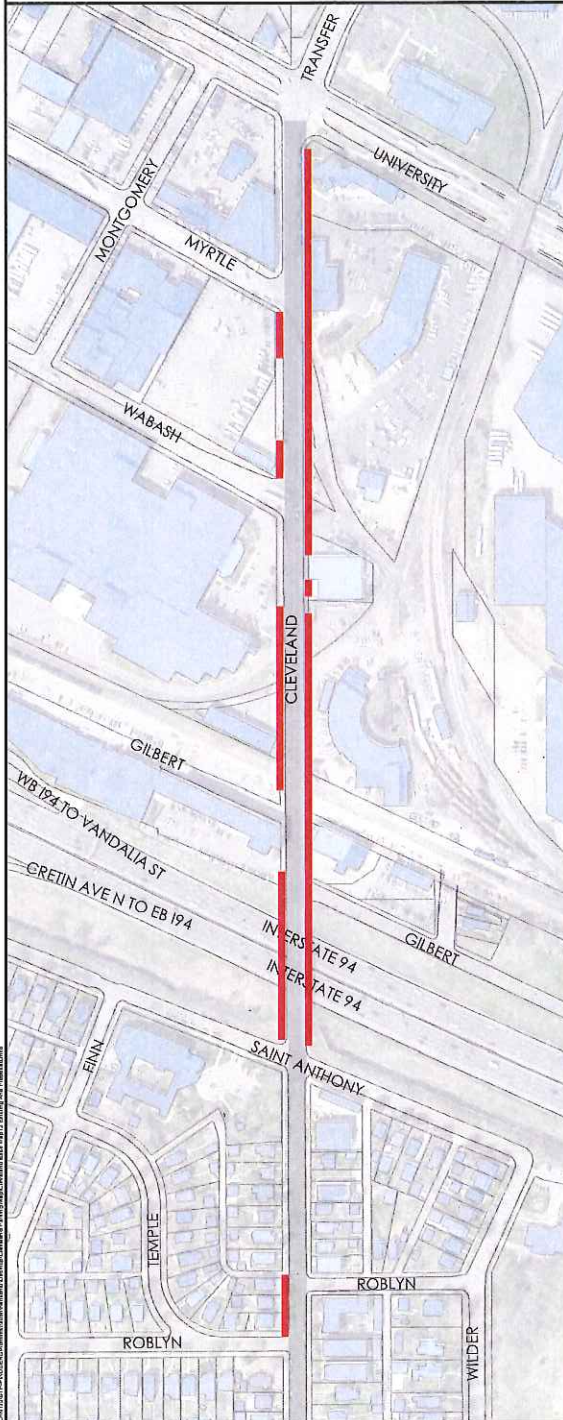 TRANSFER
UNIVERSITY
MONTGOMERY
MYRTLE
WABASH
CLEVELAND
GILBERT
WB I94 TO VANDALIA ST
CRETIN AVE N TO EB I94
INTERSTATE 94
GILBERT
INTERSTATE 94
SAINT ANTHONY
FINN
TEMPLE
ROBLYN
ROBLYN
WILDER